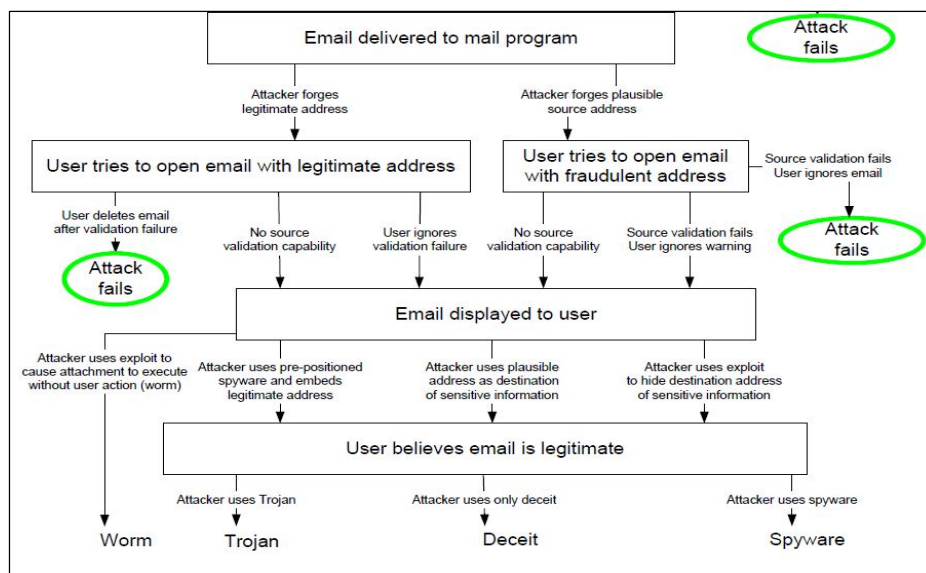 Email delivered to mail program
Attack
fails
Attacker forges
legitimate address
Attacker forges plausible
source address
User tries to open email with legitimate address
User tries to open email
with fraudulent address
Source validation fails
User ignores email
User deletes email
after validation failure
No source
validation capability
User ignores
validation failure
No source
validation capability
Source validation fails
User ignores warning
Attack
fails
Attack
fails
Email displayed to user
Attacker uses exploit to
cause attachment to execute
without user action (worm)
Attacker uses pre-positioned
spyware and embeds
legitimate address
Attacker uses plausible
address as destination
of sensitive information
Attacker uses exploit
to hide destination address
of sensitive information
User believes email is legitimate
Attacker uses Trojan
Attacker uses only deceit
Attacker uses spyware
Worm
Trojan
Deceit
Spyware